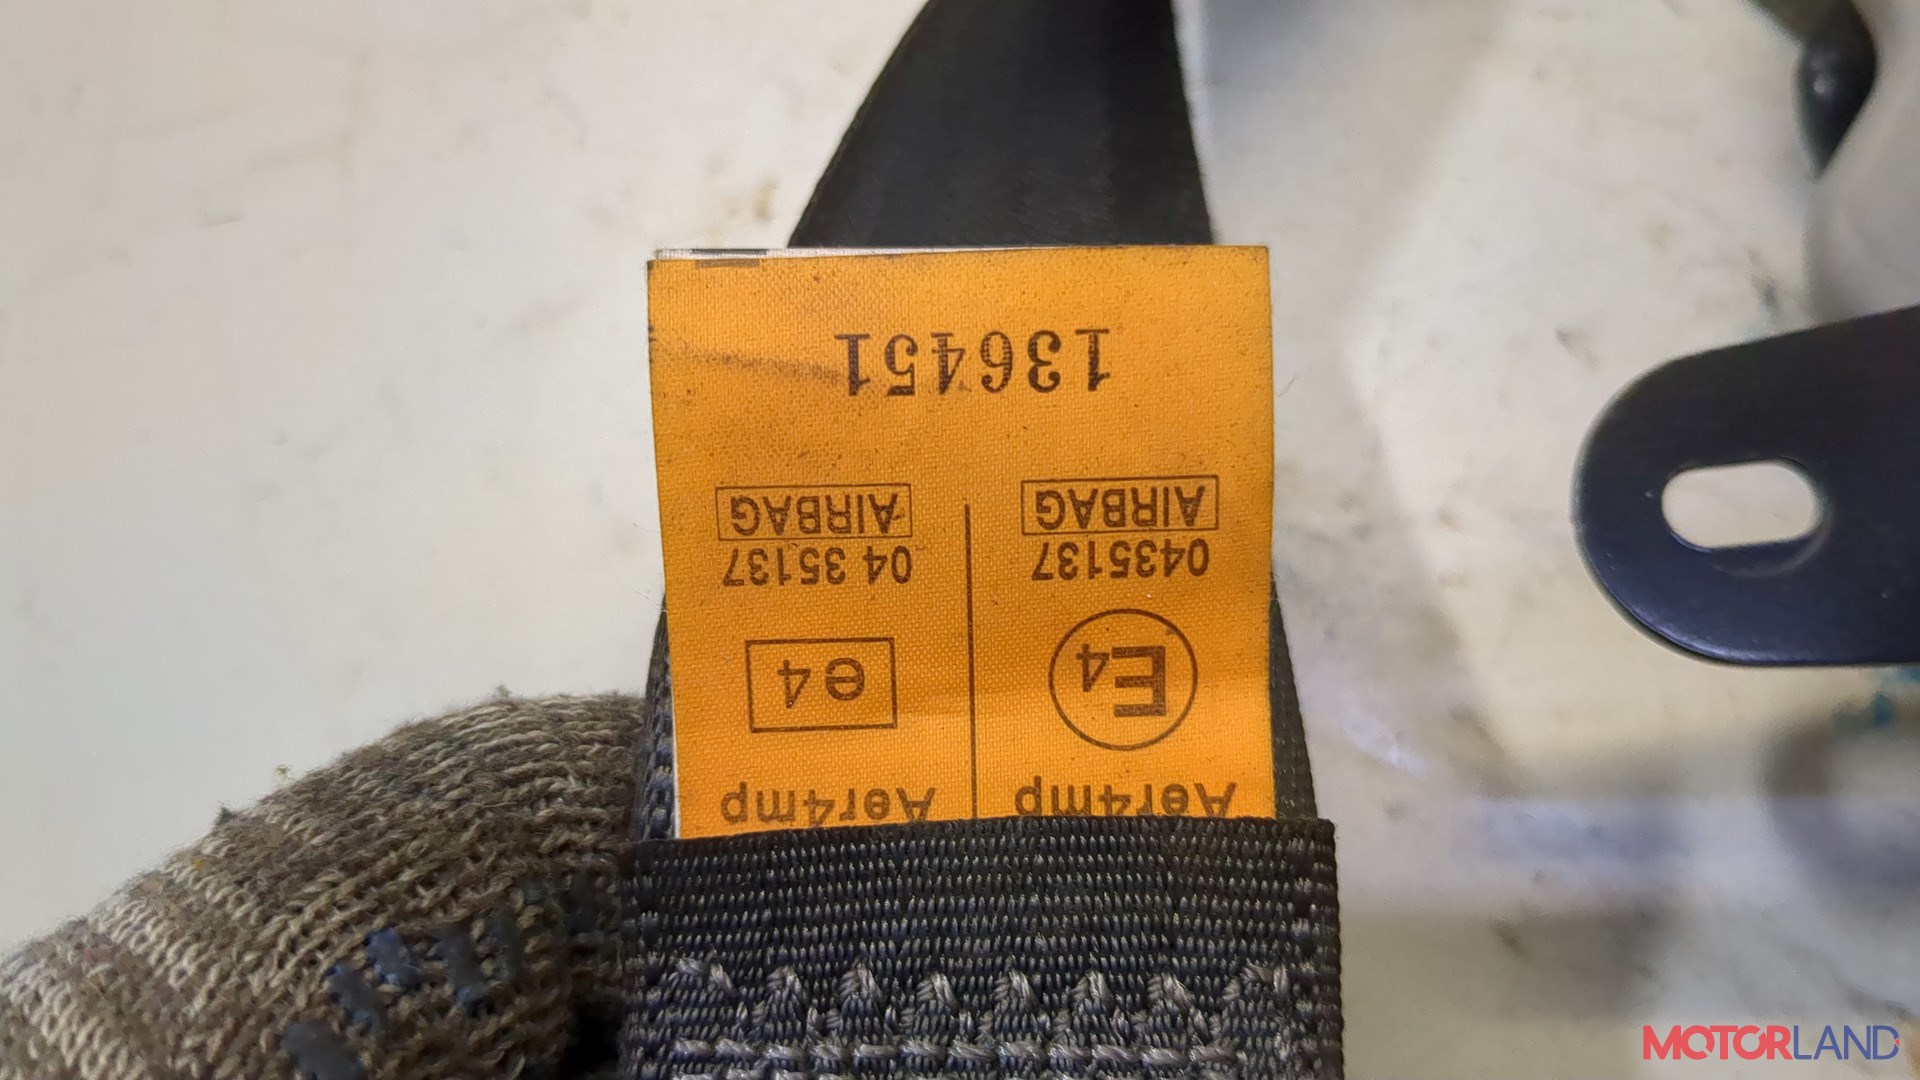 Aer4mp Aer4mp
E4 e4
0435137 04 35137
AIRBAG AIRBAG
136451
MOTORLAND